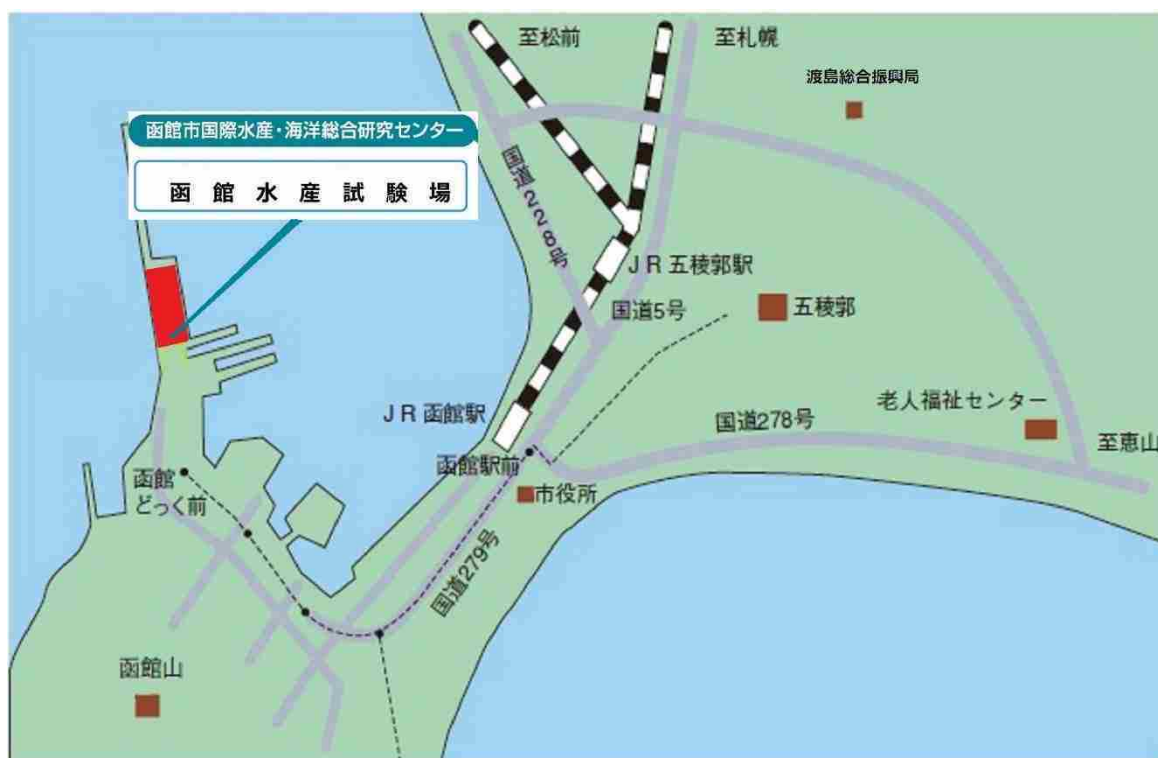 至松前
至札幌
渡島総合振興局
函館市国際水産・海洋総合研究センター
函館水産試験場
国道228号
JR五稜郭駅
国道5号
五稜郭
JR函館駅
老人福祉センター
国道278号
至恵山
函館駅前
函館
どっく前
市役所
国道279号
函館山